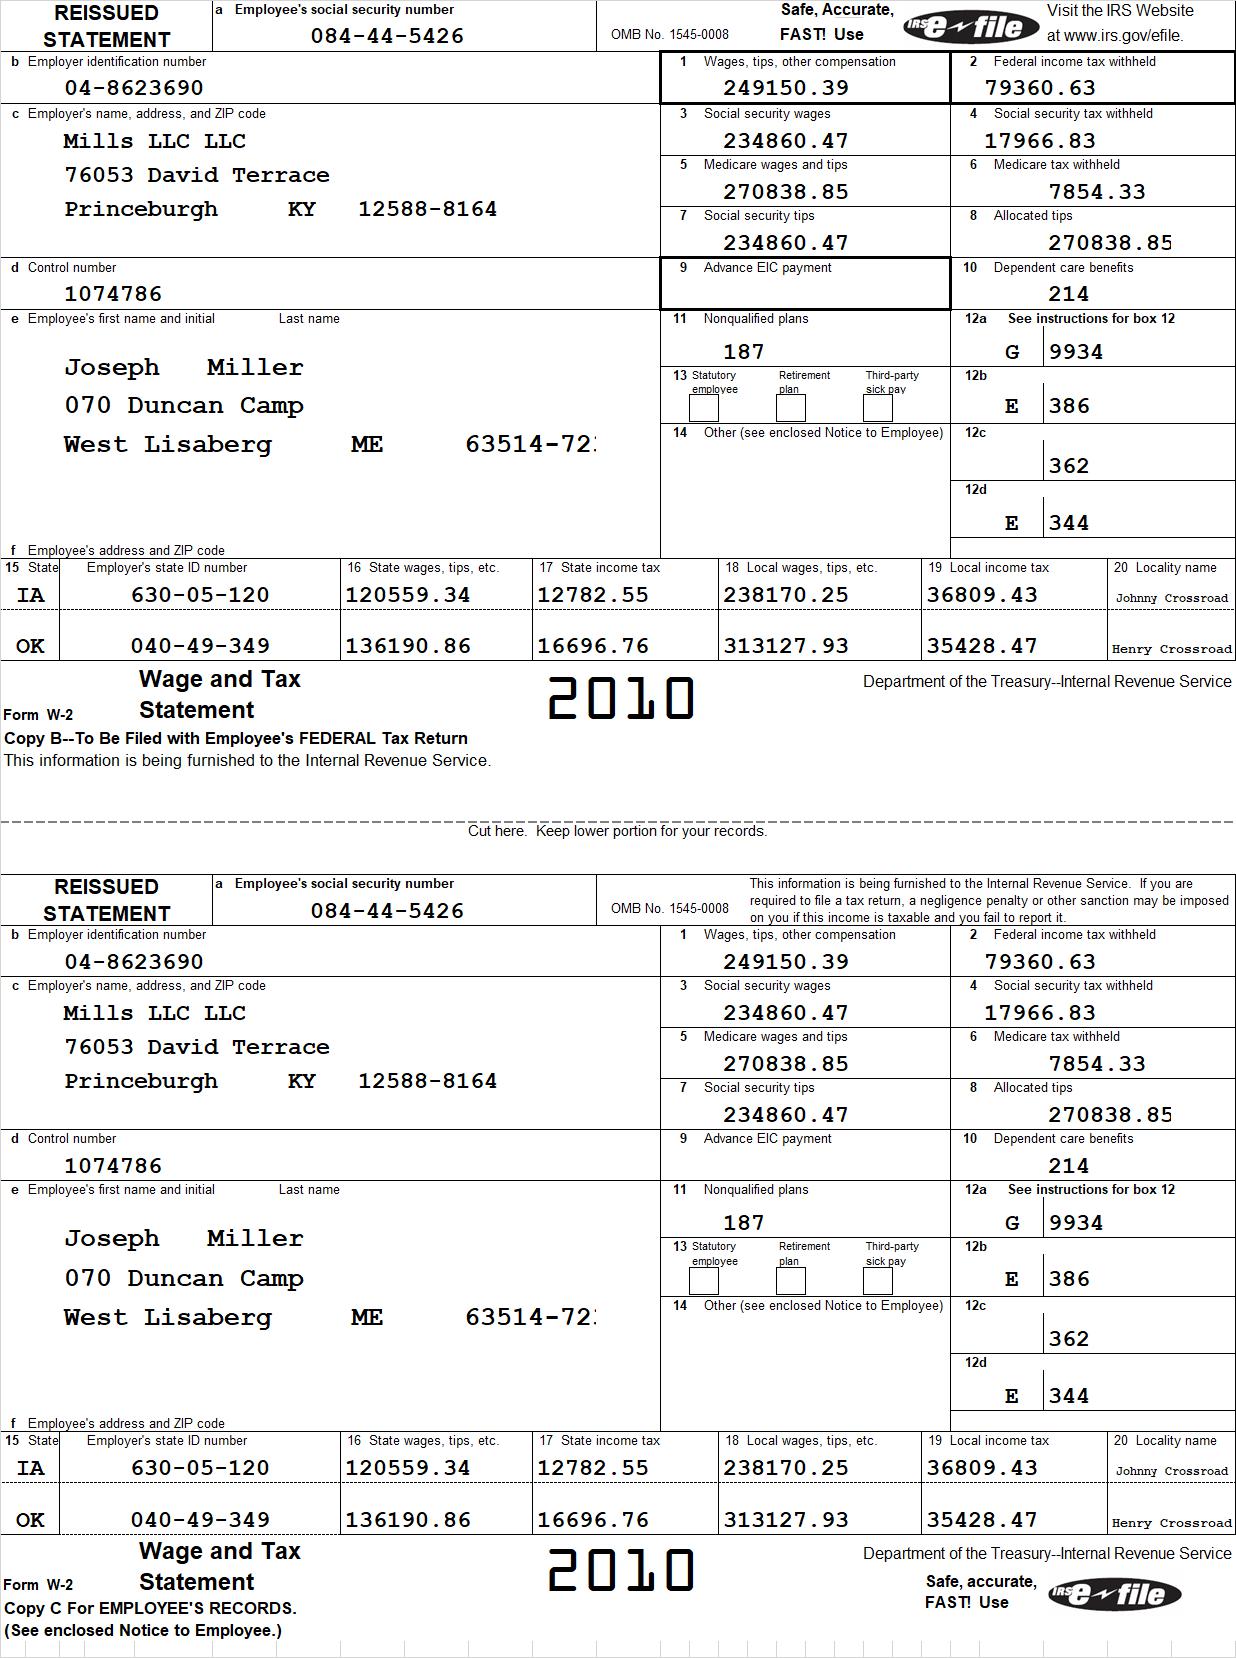 REISSUED STATEMENT
a Employee's social security number
084-44-5426
OMB No. 1545-0008
Safe, Accurate,
FAST! Use
IRS e-file
Visit the IRS Website
at www.irs.gov/efile.
b Employer identification number
04-8623690
1 Wages, tips, other compensation
249150.39
2 Federal income tax withheld
79360.63
c Employer's name, address, and ZIP code
Mills LLC LLC
76053 David Terrace
Princeburgh KY 12588-8164
3 Social security wages
234860.47
4 Social security tax withheld
17966.83
5 Medicare wages and tips
270838.85
6 Medicare tax withheld
7854.33
7 Social security tips
234860.47
8 Allocated tips
270838.85
d Control number
1074786
9 Advance EIC payment
10 Dependent care benefits
214
e Employee's first name and initial Last name
Joseph Miller
070 Duncan Camp
West Lisaberg ME
f Employee's address and ZIP code
11 Nonqualified plans
187
12a See instructions for box 12
G 9934
13 Statutory employee
Retirement plan
Third-party sick pay
12b
E 386
14 Other (see enclosed Notice to Employee)
12c
362
12d
E 344
15 State Employer's state ID number 16 State wages, tips, etc. 17 State income tax 18 Local wages, tips, etc. 19 Local income tax 20 Locality name
IA 630-05-120 120559.34 12782.55 238170.25 36809.43 Johnny Crossroad
OK 040-49-349 136190.86 16696.76 313127.93 35428.47 Henry Crossroad
Form W-2
Wage and Tax
Statement
2010
Department of the Treasury--Internal Revenue Service
Copy B--To Be Filed with Employee's FEDERAL Tax Return
This information is being furnished to the Internal Revenue Service.
Cut here. Keep lower portion for your records.
REISSUED STATEMENT
a Employee's social security number
084-44-5426
OMB No. 1545-0008
This information is being furnished to the Internal Revenue Service. If you are
required to file a tax return, a negligence penalty or other sanction may be imposed
on you if this income is taxable and you fail to report it.
b Employer identification number
04-8623690
1 Wages, tips, other compensation
249150.39
2 Federal income tax withheld
79360.63
c Employer's name, address, and ZIP code
Mills LLC LLC
76053 David Terrace
Princeburgh KY 12588-8164
3 Social security wages
234860.47
4 Social security tax withheld
17966.83
5 Medicare wages and tips
270838.85
6 Medicare tax withheld
7854.33
7 Social security tips
234860.47
8 Allocated tips
270838.85
d Control number
1074786
9 Advance EIC payment
10 Dependent care benefits
214
e Employee's first name and initial Last name
Joseph Miller
070 Duncan Camp
West Lisaberg ME
f Employee's address and ZIP code
11 Nonqualified plans
187
12a See instructions for box 12
G 9934
13 Statutory employee
Retirement plan
Third-party sick pay
12b
E 386
14 Other (see enclosed Notice to Employee)
12c
362
12d
E 344
15 State Employer's state ID number 16 State wages, tips, etc. 17 State income tax 18 Local wages, tips, etc. 19 Local income tax 20 Locality name
IA 630-05-120 120559.34 12782.55 238170.25 36809.43 Johnny Crossroad
OK 040-49-349 136190.86 16696.76 313127.93 35428.47 Henry Crossroad
Form W-2
Wage and Tax
Statement
2010
Department of the Treasury--Internal Revenue Service
Copy C For EMPLOYEE'S RECORDS.
(See enclosed Notice to Employee.)
Safe, accurate,
FAST! Use
IRS e-file